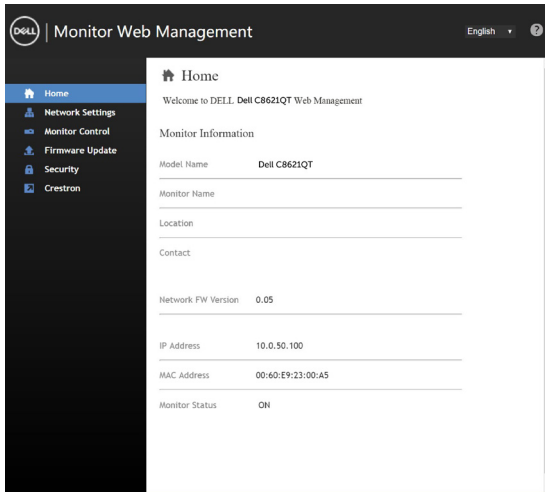 DELL | Monitor Web Management
English ▼ ?
Home
Network Settings
Monitor Control
Firmware Update
Security
Crestron
Home
Welcome to DELL Dell C8621QT Web Management
Monitor Information
Model Name Dell C8621QT
Monitor Name
Location
Contact
Network FW Version 0.05
IP Address 10.0.50.100
MAC Address 00:60:E9:23:00:A5
Monitor Status ON